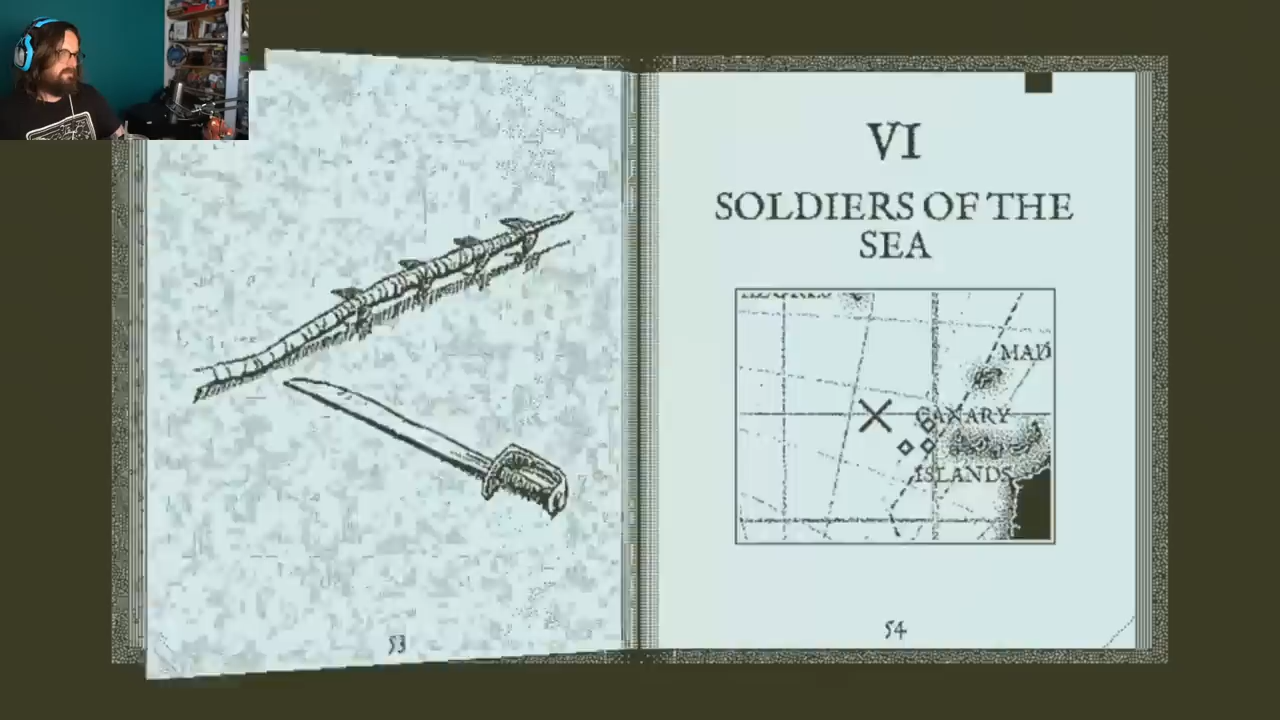 VI
SOLDIERS OF THE
SEA
MAD
CANARY
ISLANDS
53
54